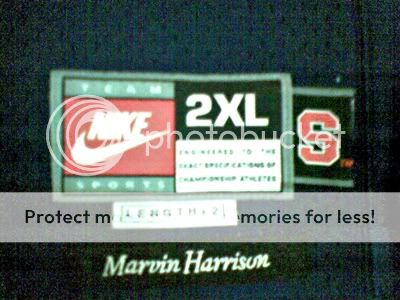 TEAM
NIKE
SPORTS
2XL
ENGINEERED TO THE
EXACT SPECIFICATIONS OF
CHAMPIONSHIP ATHLETES
S
LENGTH+2
Marvin Harrison
photobucket
Protect m emories for less!